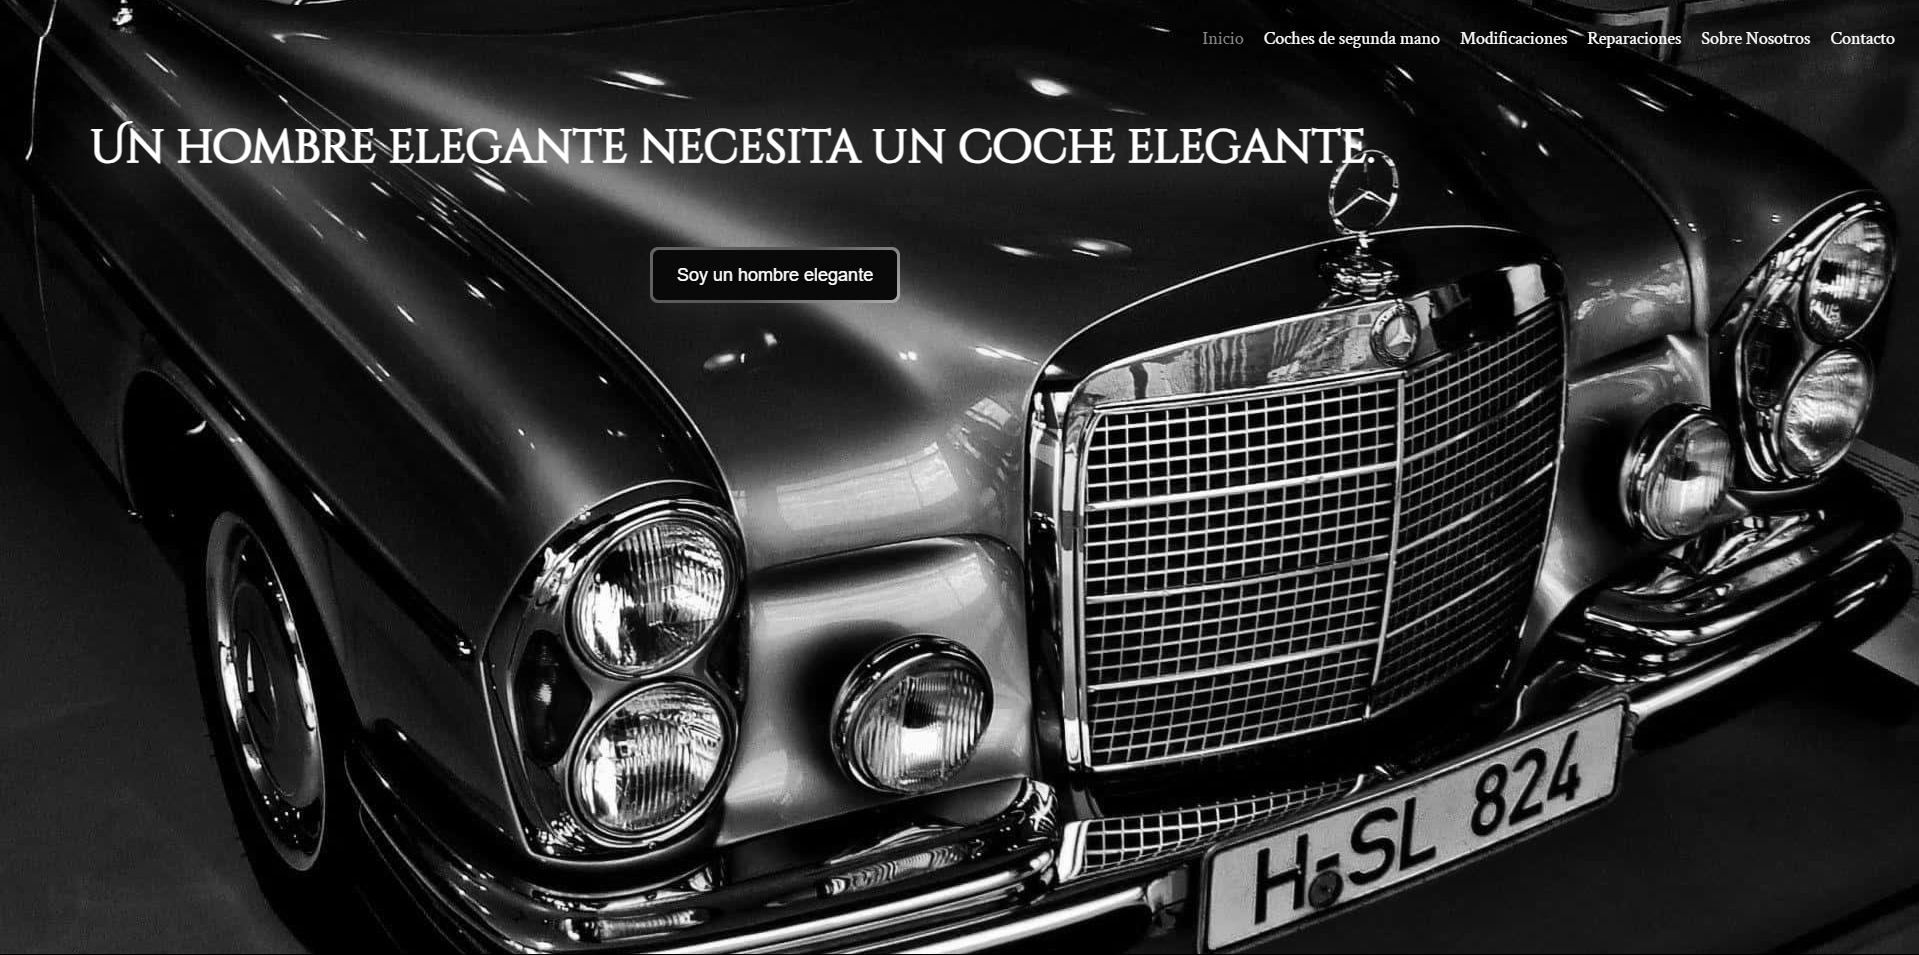 Inicio Coches de segunda mano Modificaciones Reparaciones Sobre Nosotros Contacto
Un hombre elegante necesita un coche elegante.
Soy un hombre elegante
H-SL 824